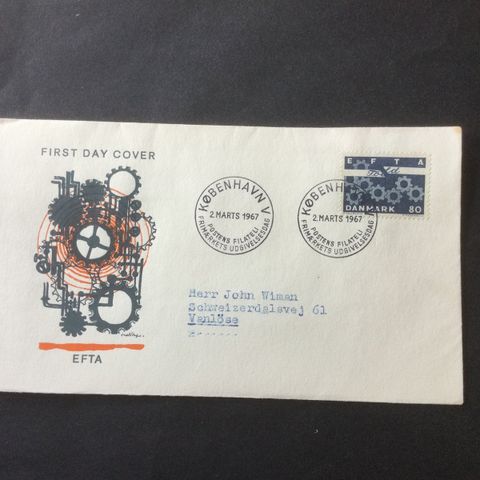 FIRST DAY COVER
EFTA
KØBENHAVN V
2.MARTS 1967
POSTENS FILATELI
FRIMÆRKETS UDGIVELSESDAG
KØBENHAVN
2.MARTS 1967
POSTENS FILATELI
FRIMÆRKETS UDGIVELSESDAG
EFTA
DANMARK 80
Herr John Wiman
Schweizerdalsvej 61
Vanlöse